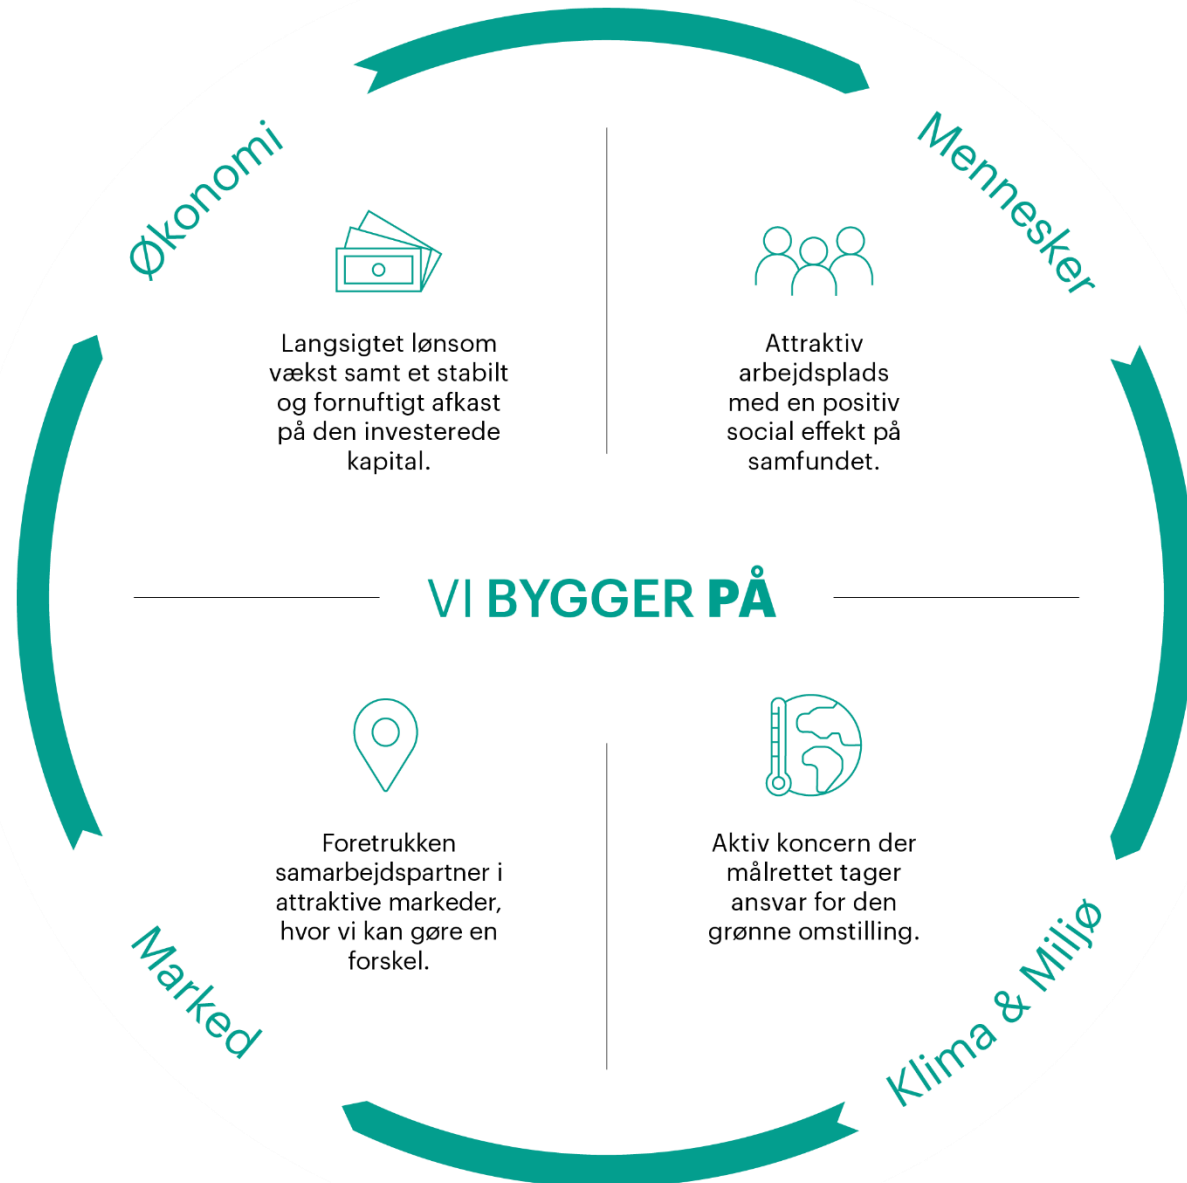 Økonomi
Mennesker
Langsigtet lønsom
vækst samt et stabilt
og fornuftigt afkast
på den investerede
kapital.
Attraktiv
arbejdsplads
med en positiv
social effekt på
samfundet.
VI BYGGER PÅ
Foretrukken
samarbejdspartner i
attraktive markeder,
hvor vi kan gøre en
forskel.
Aktiv koncern der
målrettet tager
ansvar for den
grønne omstilling.
Marked
Klima & Miljø